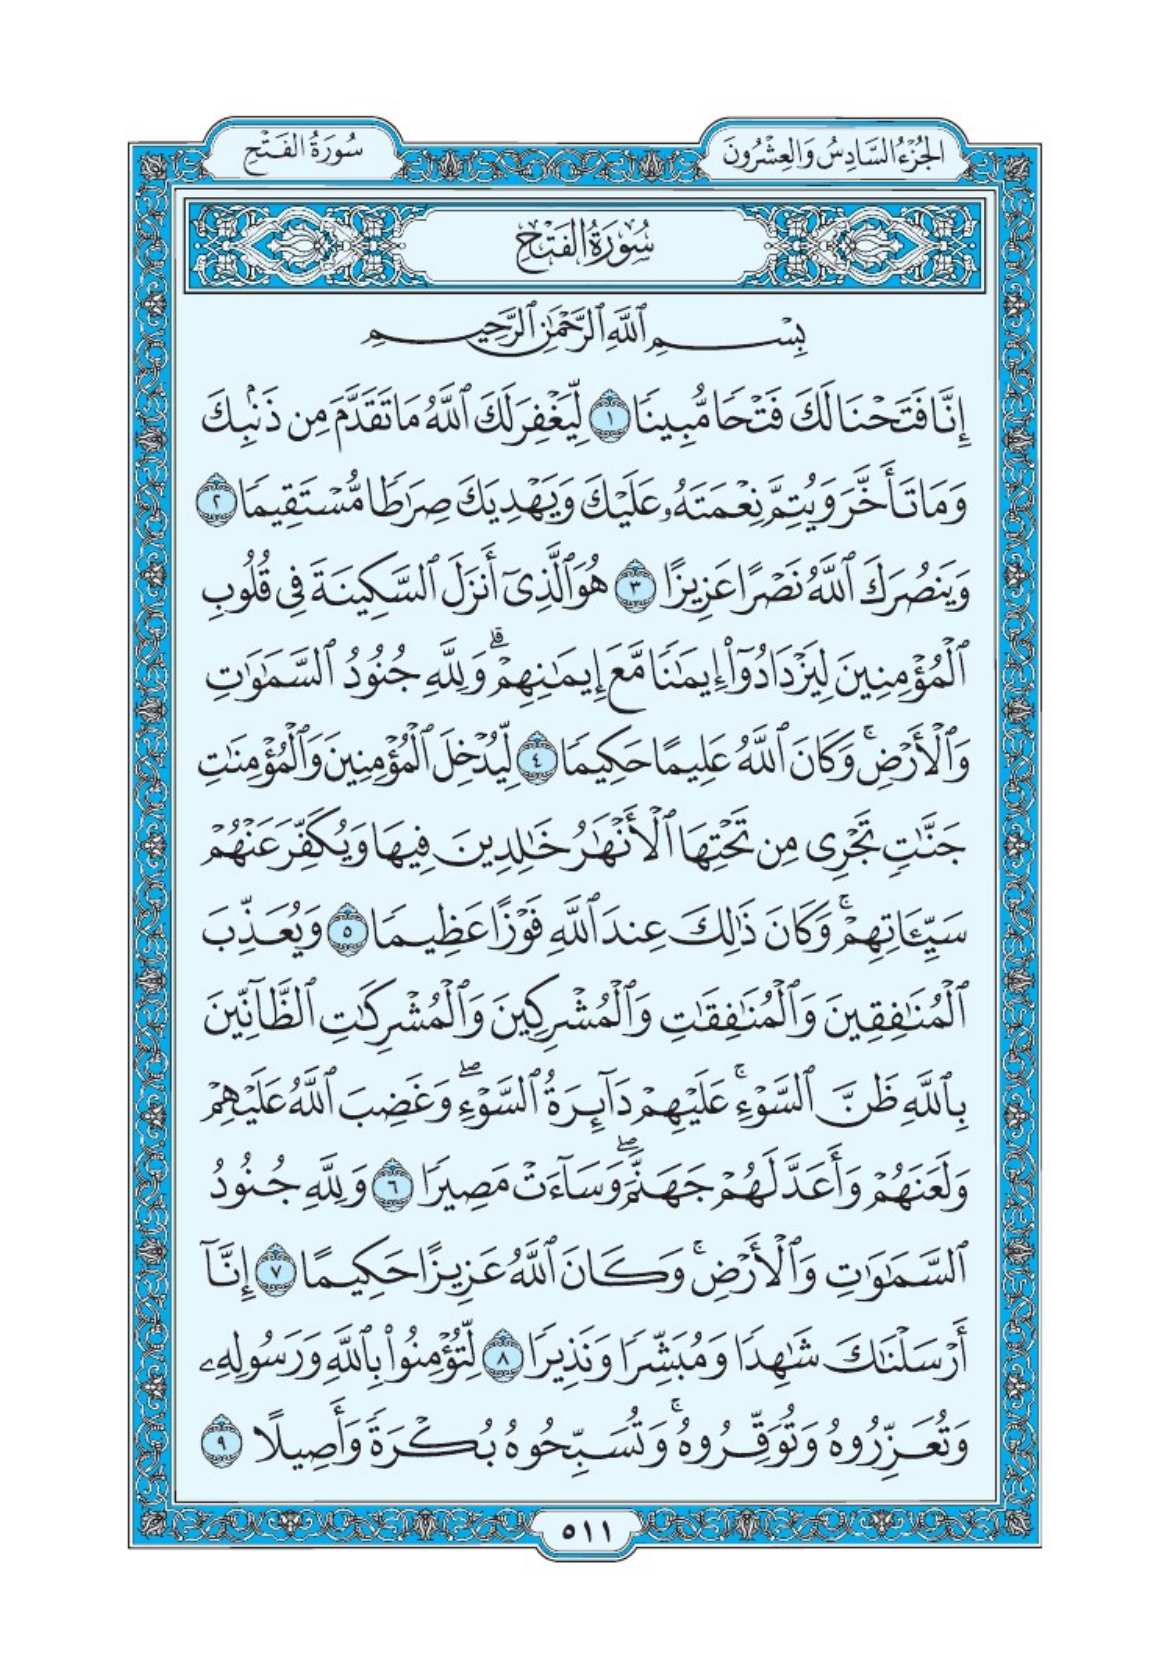 الجُزْءُ السَّادِسُ وَالعِشْرُونَ
سُورَةُ الفَتْحِ
سُورَةُ الفَتْحِ
بِسْمِ ٱللَّهِ ٱلرَّحْمَٰنِ ٱلرَّحِيمِ
إِنَّا فَتَحْنَا لَكَ فَتْحًا مُّبِينًا ١ لِّيَغْفِرَ لَكَ ٱللَّهُ مَا تَقَدَّمَ مِن ذَنۢبِكَ
وَمَا تَأَخَّرَ وَيُتِمَّ نِعْمَتَهُۥ عَلَيْكَ وَيَهْدِيَكَ صِرَٰطًا مُّسْتَقِيمًا ٢
وَيَنصُرَكَ ٱللَّهُ نَصْرًا عَزِيزًا ٣ هُوَ ٱلَّذِىٓ أَنزَلَ ٱلسَّكِينَةَ فِى قُلُوبِ
ٱلْمُؤْمِنِينَ لِيَزْدَادُوٓا۟ إِيمَٰنًا مَّعَ إِيمَٰنِهِمْ ۗ وَلِلَّهِ جُنُودُ ٱلسَّمَٰوَٰتِ
وَٱلْأَرْضِ ۚ وَكَانَ ٱللَّهُ عَلِيمًا حَكِيمًا ٤ لِّيُدْخِلَ ٱلْمُؤْمِنِينَ وَٱلْمُؤْمِنَٰتِ
جَنَّٰتٍ تَجْرِى مِن تَحْتِهَا ٱلْأَنْهَٰرُ خَٰلِدِينَ فِيهَا وَيُكَفِّرَ عَنْهُمْ
سَيِّـَٔاتِهِمْ ۚ وَكَانَ ذَٰلِكَ عِندَ ٱللَّهِ فَوْزًا عَظِيمًا ٥ وَيُعَذِّبَ
ٱلْمُنَٰفِقِينَ وَٱلْمُنَٰفِقَٰتِ وَٱلْمُشْرِكِينَ وَٱلْمُشْرِكَٰتِ ٱلظَّآنِّينَ
بِٱللَّهِ ظَنَّ ٱلسَّوْءِ ۚ عَلَيْهِمْ دَآئِرَةُ ٱلسَّوْءِ ۖ وَغَضِبَ ٱللَّهُ عَلَيْهِمْ
وَلَعَنَهُمْ وَأَعَدَّ لَهُمْ جَهَنَّمَ ۖ وَسَآءَتْ مَصِيرًا ٦ وَلِلَّهِ جُنُودُ
ٱلسَّمَٰوَٰتِ وَٱلْأَرْضِ ۚ وَكَانَ ٱللَّهُ عَزِيزًا حَكِيمًا ٧ إِنَّآ
أَرْسَلْنَٰكَ شَٰهِدًا وَمُبَشِّرًا وَنَذِيرًا ٨ لِّتُؤْمِنُوا۟ بِٱللَّهِ وَرَسُولِهِۦ
وَتُعَزِّرُوهُ وَتُوَقِّرُوهُ ۚ وَتُسَبِّحُوهُ بُكْرَةً وَأَصِيلًا ٩
٥١١